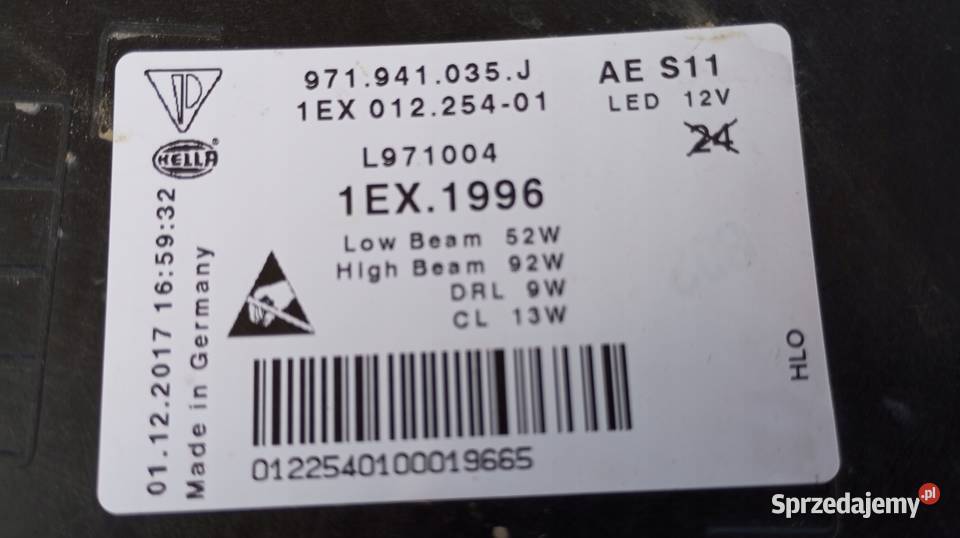 971.941.035.J
1EX 012.254-01
AE S11
LED 12V
24
HELLA
L971004
1EX.1996
Low Beam 52W
High Beam 92W
DRL 9W
CL 13W
01.12.2017 16:59:32
Made in Germany
HLO
0122540100019665
Sprzedajemy.pl